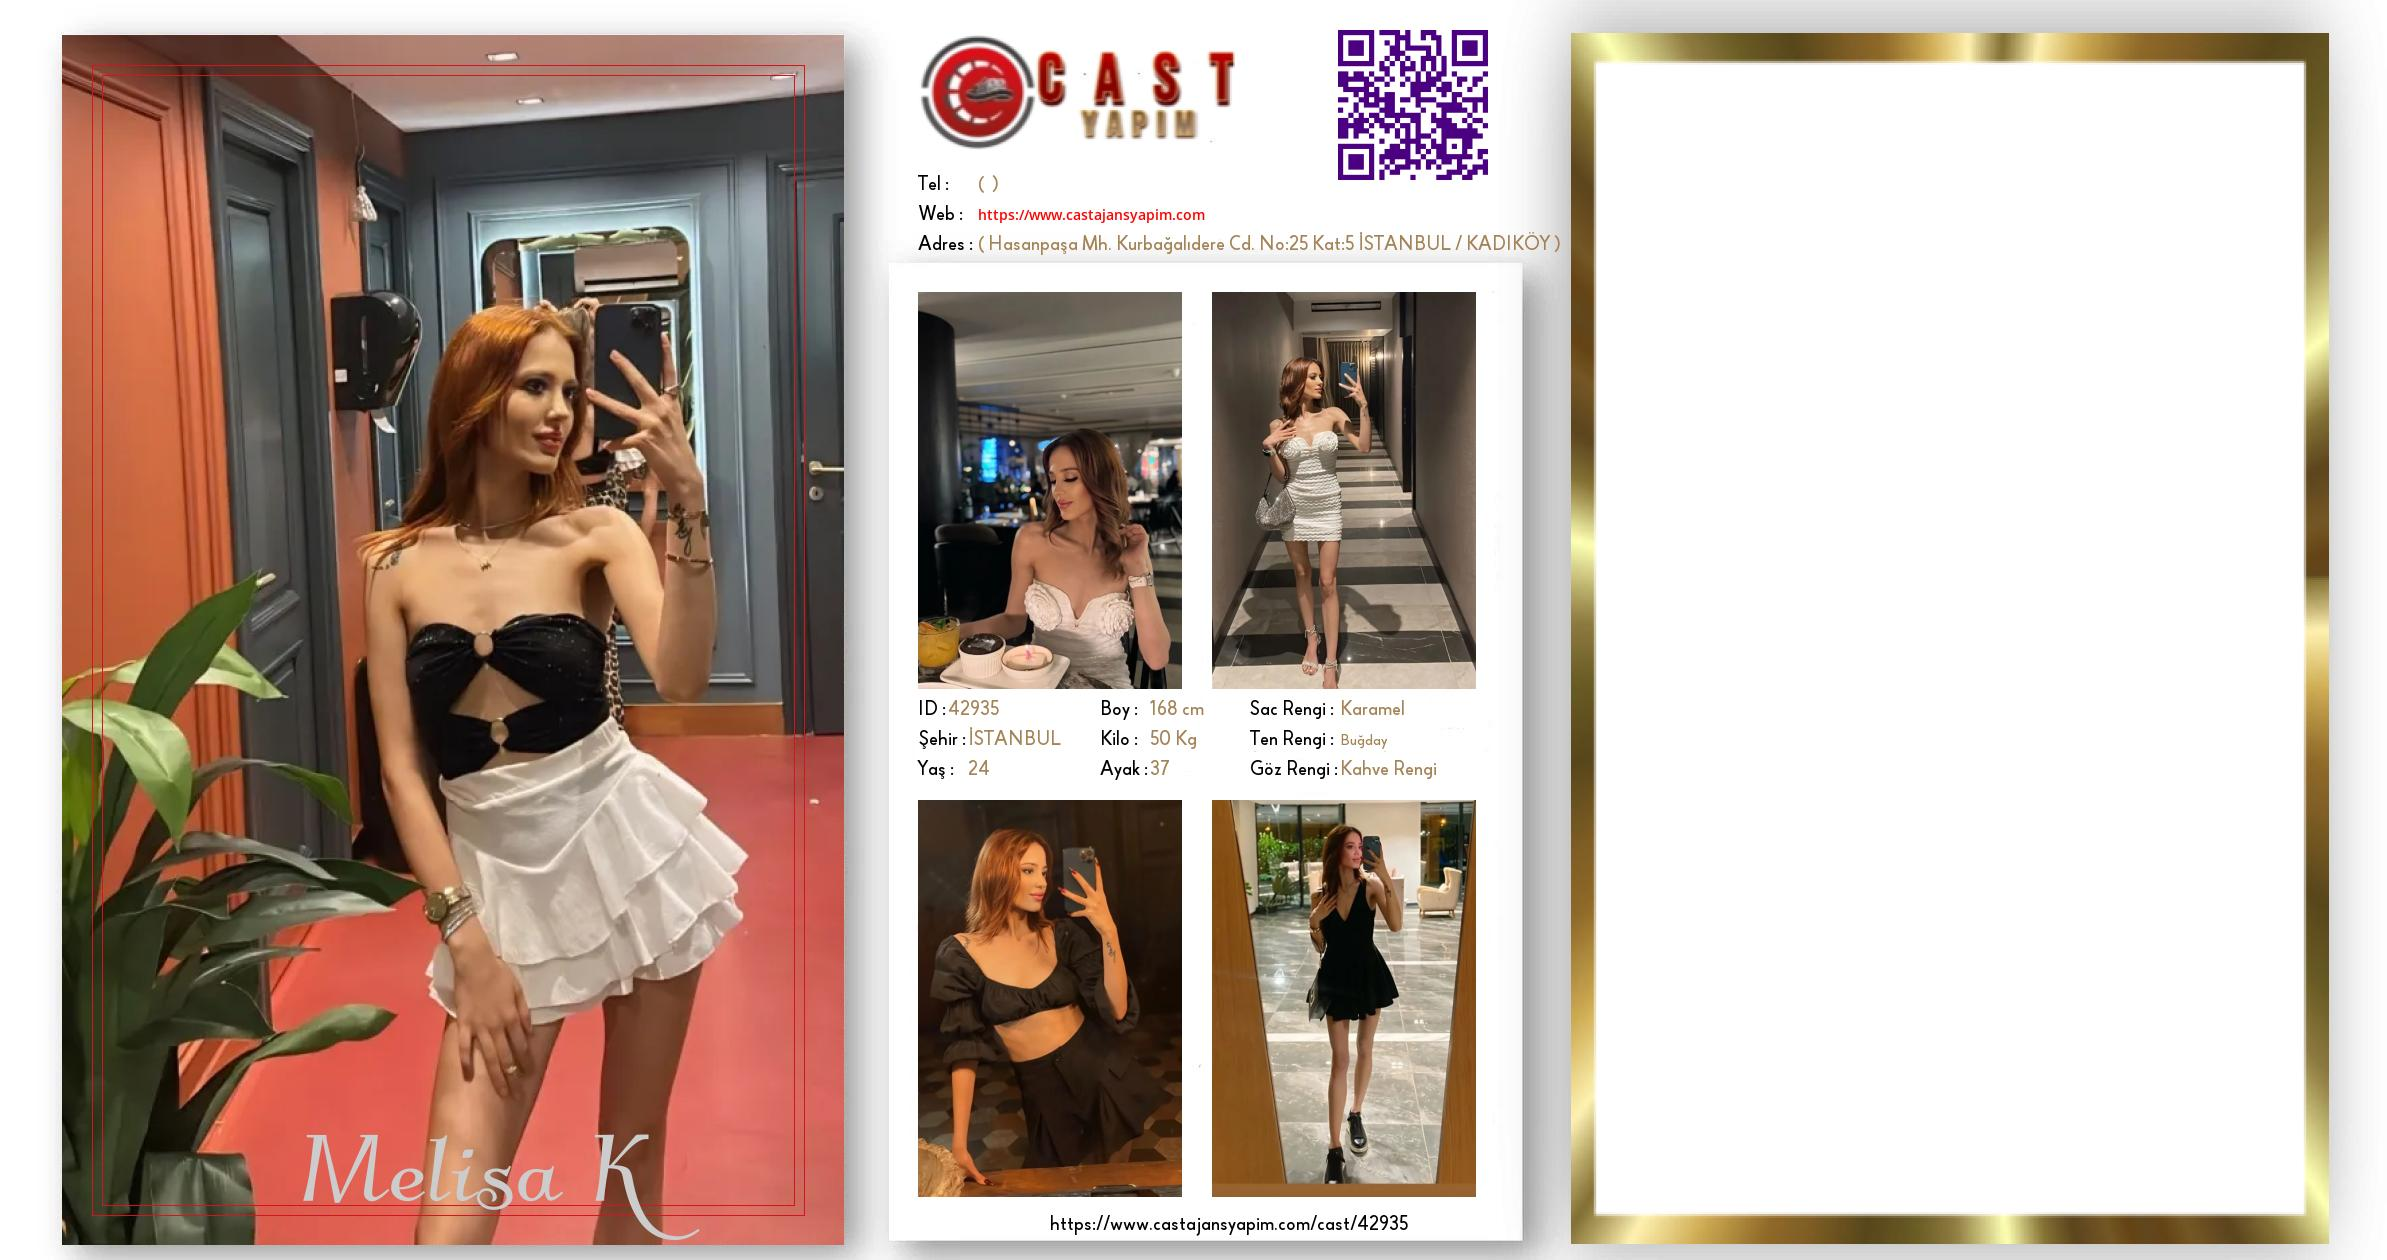 Melisa K
CAST
YAPIM
Tel : ( )
Web : https://www.castajansyapim.com
Adres : ( Hasanpaşa Mh. Kurbağalıdere Cd. No:25 Kat:5 İSTANBUL / KADIKÖY )
ID : 42935 Boy : 168 cm Sac Rengi : Karamel
Şehir : İSTANBUL Kilo : 50 Kg Ten Rengi : Buğday
Yaş : 24 Ayak : 37 Göz Rengi : Kahve Rengi
https://www.castajansyapim.com/cast/42935